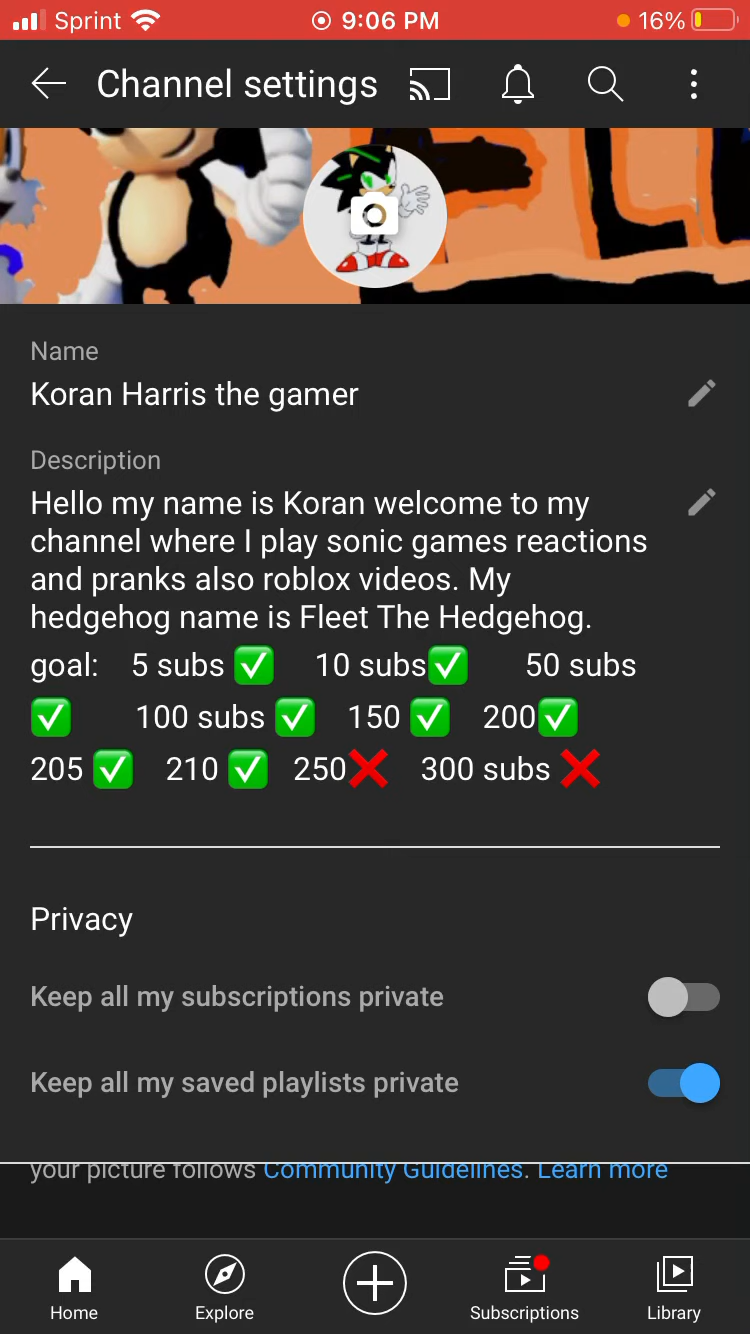 Sprint 9:06 PM 16%
Channel settings
Name
Koran Harris the gamer
Description
Hello my name is Koran welcome to my
channel where I play sonic games reactions
and pranks also roblox videos. My
hedgehog name is Fleet The Hedgehog.
goal: 5 subs ✅ 10 subs✅ 50 subs
✅ 100 subs ✅ 150 ✅ 200✅
205 ✅ 210 ✅ 250❌ 300 subs ❌
Privacy
Keep all my subscriptions private
Keep all my saved playlists private
your picture follows Community Guidelines. Learn more
Home Explore Subscriptions Library